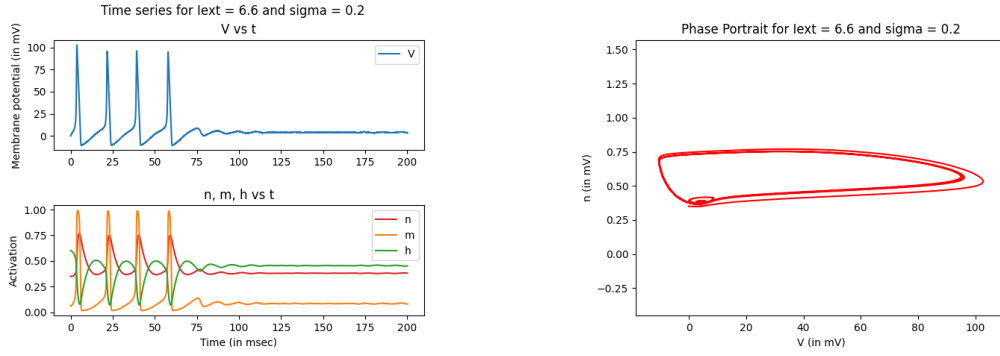 Time series for Iext = 6.6 and sigma = 0.2
V vs t
Membrane potential (in mV)
100
75
50
25
0
V
0 25 50 75 100 125 150 175 200
n, m, h vs t
Activation
1.00
0.75
0.50
0.25
0.00
n
m
h
0 25 50 75 100 125 150 175 200
Time (in msec)
Phase Portrait for Iext = 6.6 and sigma = 0.2
n (in mV)
1.50
1.25
1.00
0.75
0.50
0.25
0.00
−0.25
0 20 40 60 80 100
V (in mV)